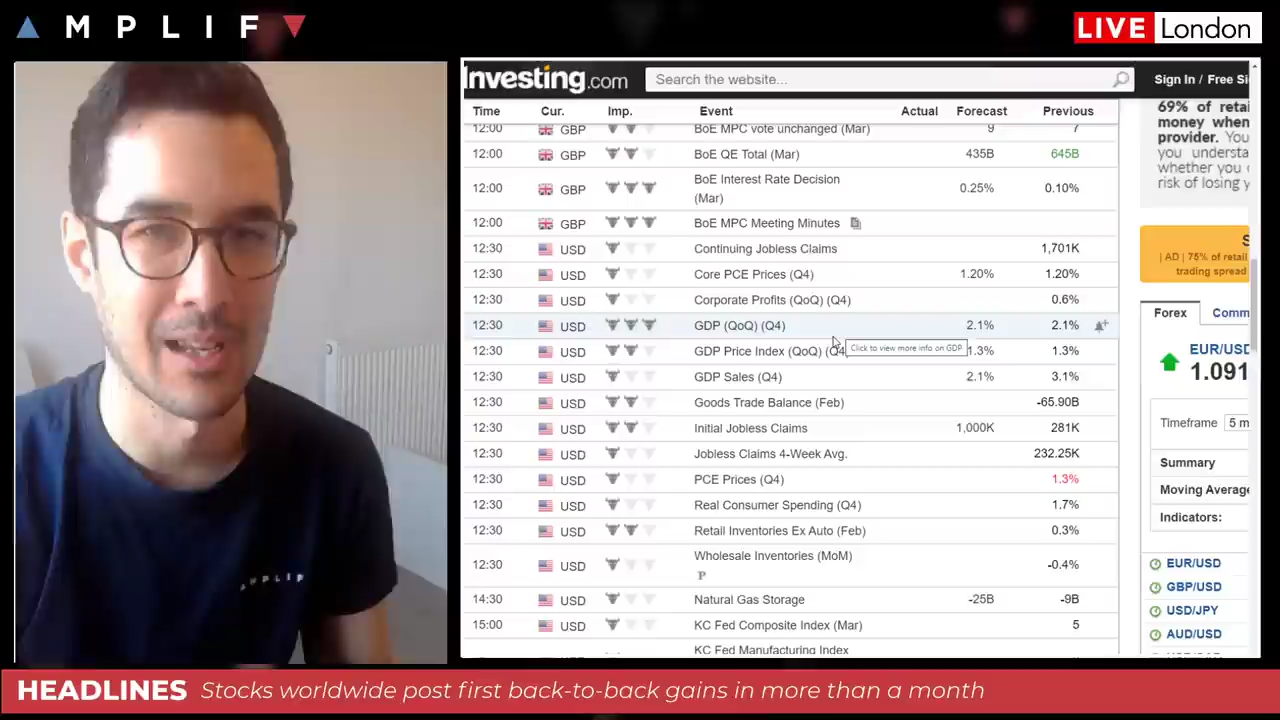 AMPLIFY
LIVE London
Investing.com
Search the website...
Sign In / Free Si
Time Cur. Imp. Event Actual Forecast Previous
12:00 GBP BoE MPC vote unchanged (Mar) 9 7
12:00 GBP BoE QE Total (Mar) 435B 645B
12:00 GBP BoE Interest Rate Decision (Mar) 0.25% 0.10%
12:00 GBP BoE MPC Meeting Minutes
12:30 USD Continuing Jobless Claims 1,701K
12:30 USD Core PCE Prices (Q4) 1.20% 1.20%
12:30 USD Corporate Profits (QoQ) (Q4) 0.6%
12:30 USD GDP (QoQ) (Q4) 2.1% 2.1%
12:30 USD GDP Price Index (QoQ) (Q4 1.3% 1.3%
Click to view more info on GDP
12:30 USD GDP Sales (Q4) 2.1% 3.1%
12:30 USD Goods Trade Balance (Feb) -65.90B
12:30 USD Initial Jobless Claims 1,000K 281K
12:30 USD Jobless Claims 4-Week Avg. 232.25K
12:30 USD PCE Prices (Q4) 1.3%
12:30 USD Real Consumer Spending (Q4) 1.7%
12:30 USD Retail Inventories Ex Auto (Feb) 0.3%
12:30 USD Wholesale Inventories (MoM) -0.4%
P
14:30 USD Natural Gas Storage -25B -9B
15:00 USD KC Fed Composite Index (Mar) 5
KC Fed Manufacturing Index
69% of retai
money when
provider. You
you understa
whether you c
risk of losing y
S
| AD | 75% of retail
trading spread
Forex Comm
EUR/USD
1.091
Timeframe 5 m
Summary
Moving Average
Indicators:
EUR/USD
GBP/USD
USD/JPY
AUD/USD
AMPLIF
HEADLINES Stocks worldwide post first back-to-back gains in more than a month